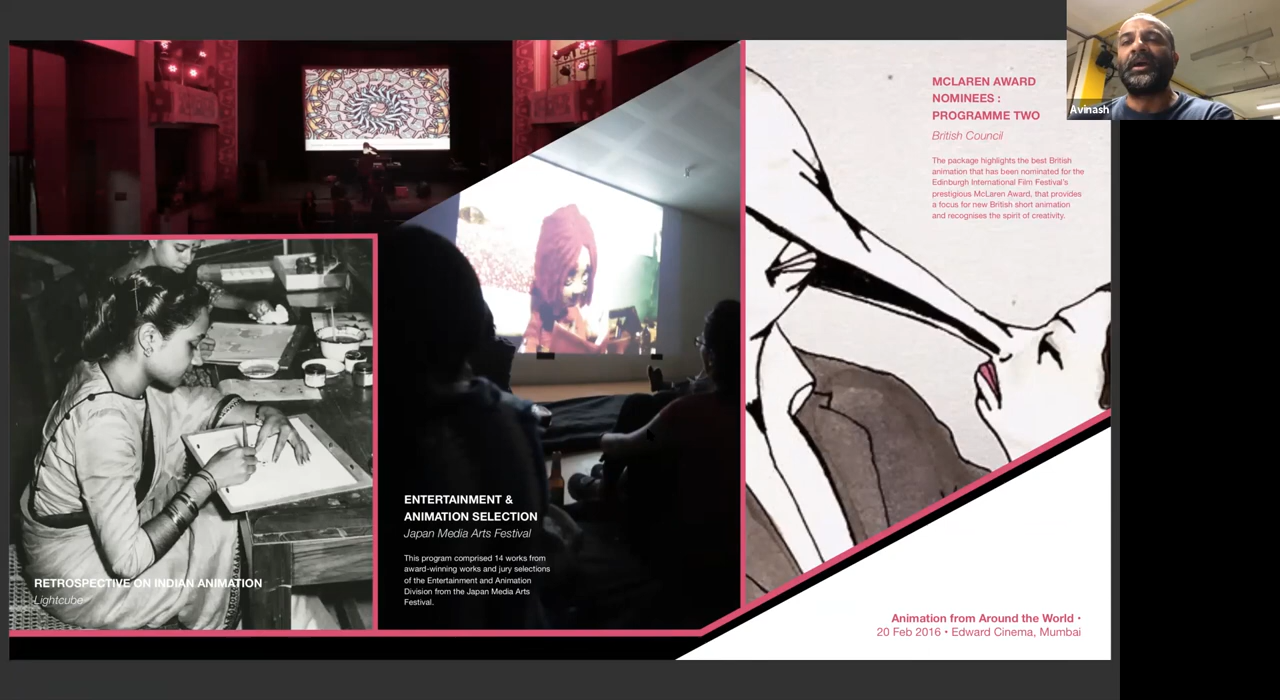 MCLAREN AWARD
NOMINEES :
PROGRAMME TWO
British Council
The package highlights the best British
animation that has been nominated for the
Edinburgh International Film Festival's
prestigious McLaren Award, that provides
a focus for new British short animation
and recognises the spirit of creativity.
Avinash
ENTERTAINMENT &
ANIMATION SELECTION
Japan Media Arts Festival
This program comprised 14 works from
award-winning works and jury selections
of the Entertainment and Animation
Division from the Japan Media Arts
Festival.
RETROSPECTIVE ON INDIAN ANIMATION
Lightcube
Animation from Around the World •
20 Feb 2016 • Edward Cinema, Mumbai